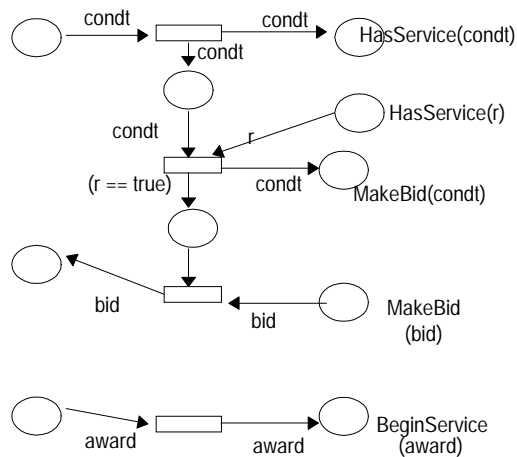 condt
condt
HasService(condt)
condt
condt
HasService(r)
r
(r == true)
condt
MakeBid(condt)
bid
bid
MakeBid
(bid)
award
award
BeginService
(award)